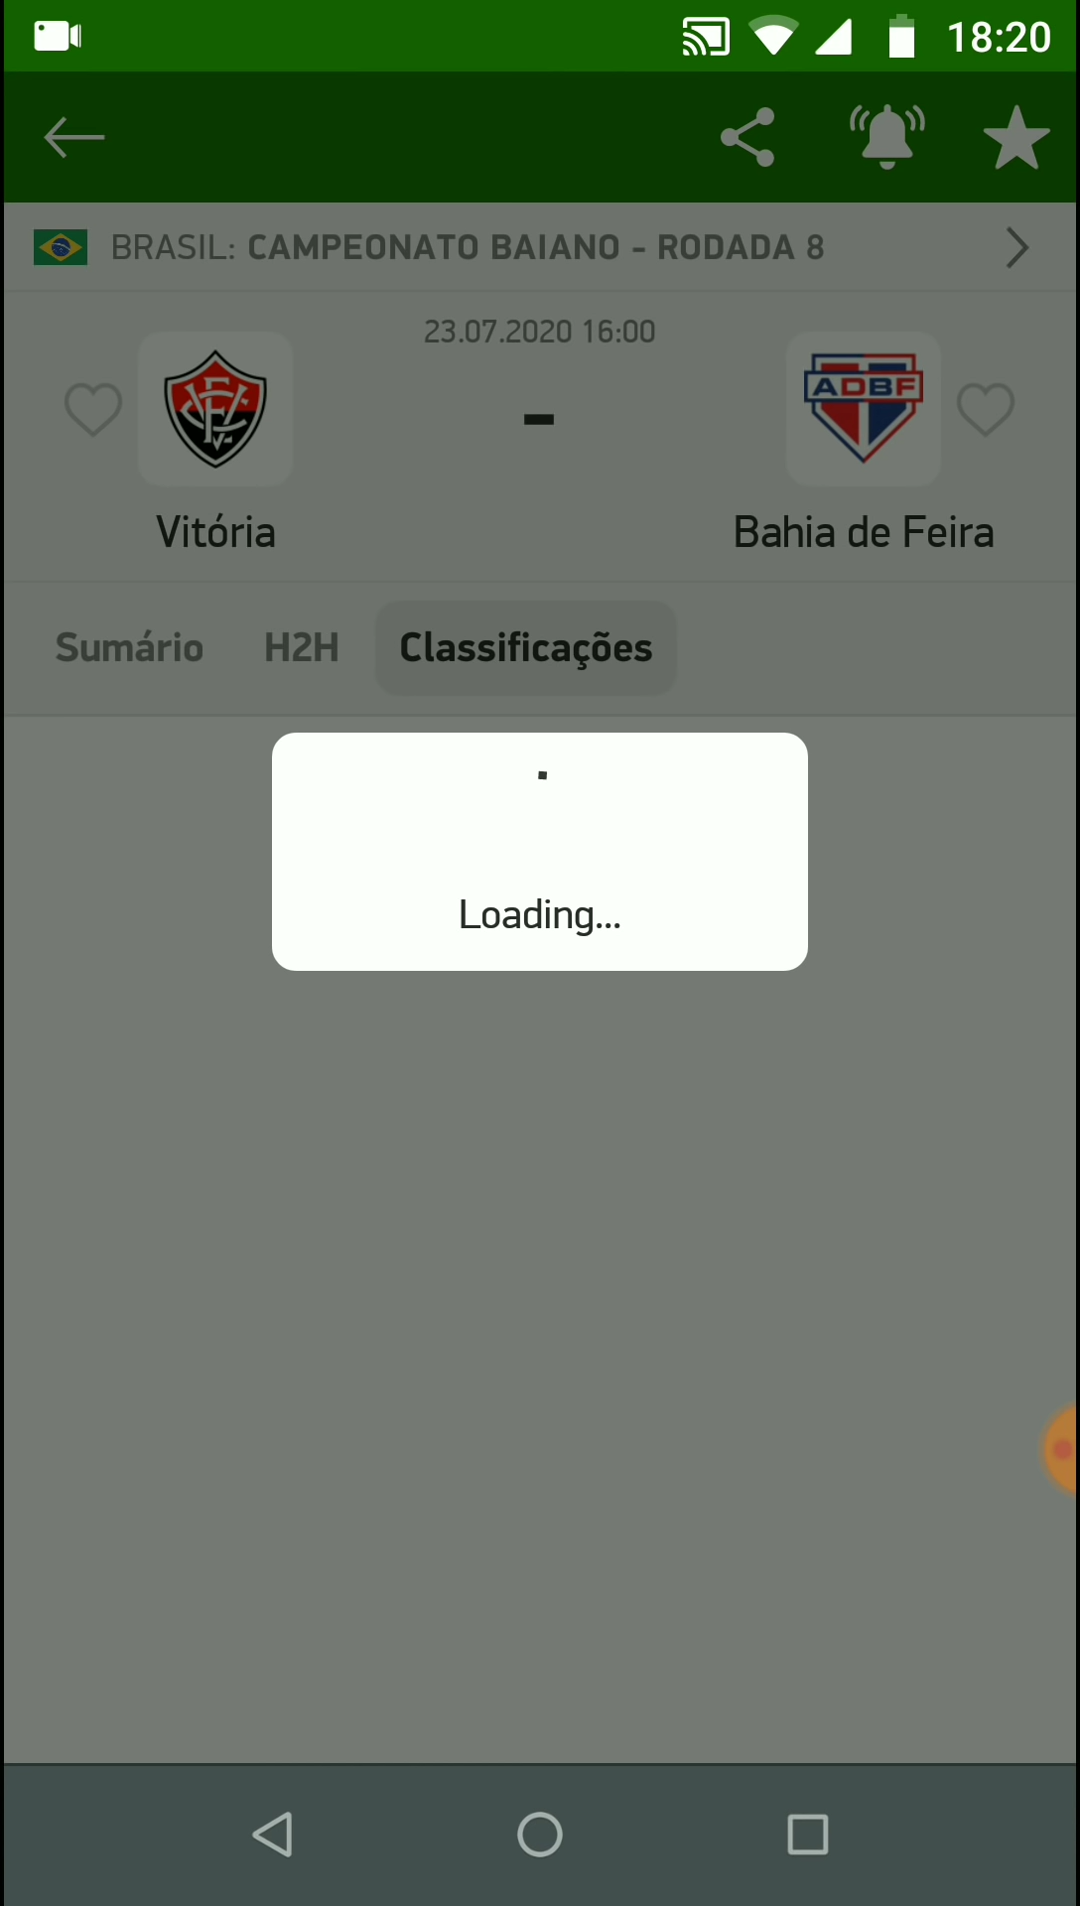 18:20
BRASIL: CAMPEONATO BAIANO - RODADA 8
23.07.2020 16:00
ADBF
-
Vitória
Bahia de Feira
Sumário H2H Classificações
Loading...